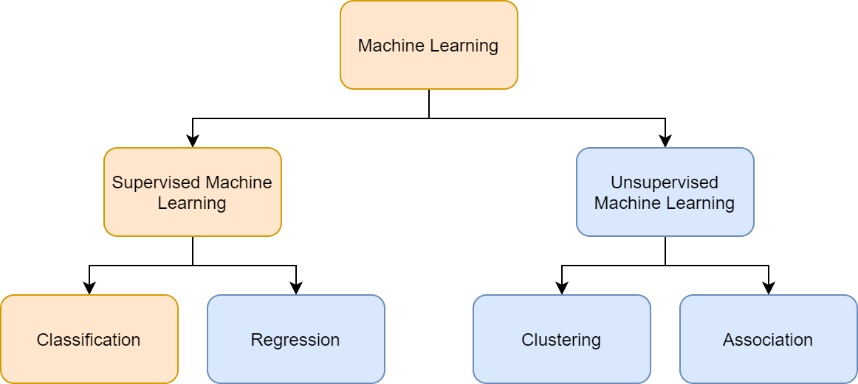 Machine Learning
Supervised Machine
Learning
Unsupervised
Machine Learning
Classification
Regression
Clustering
Association